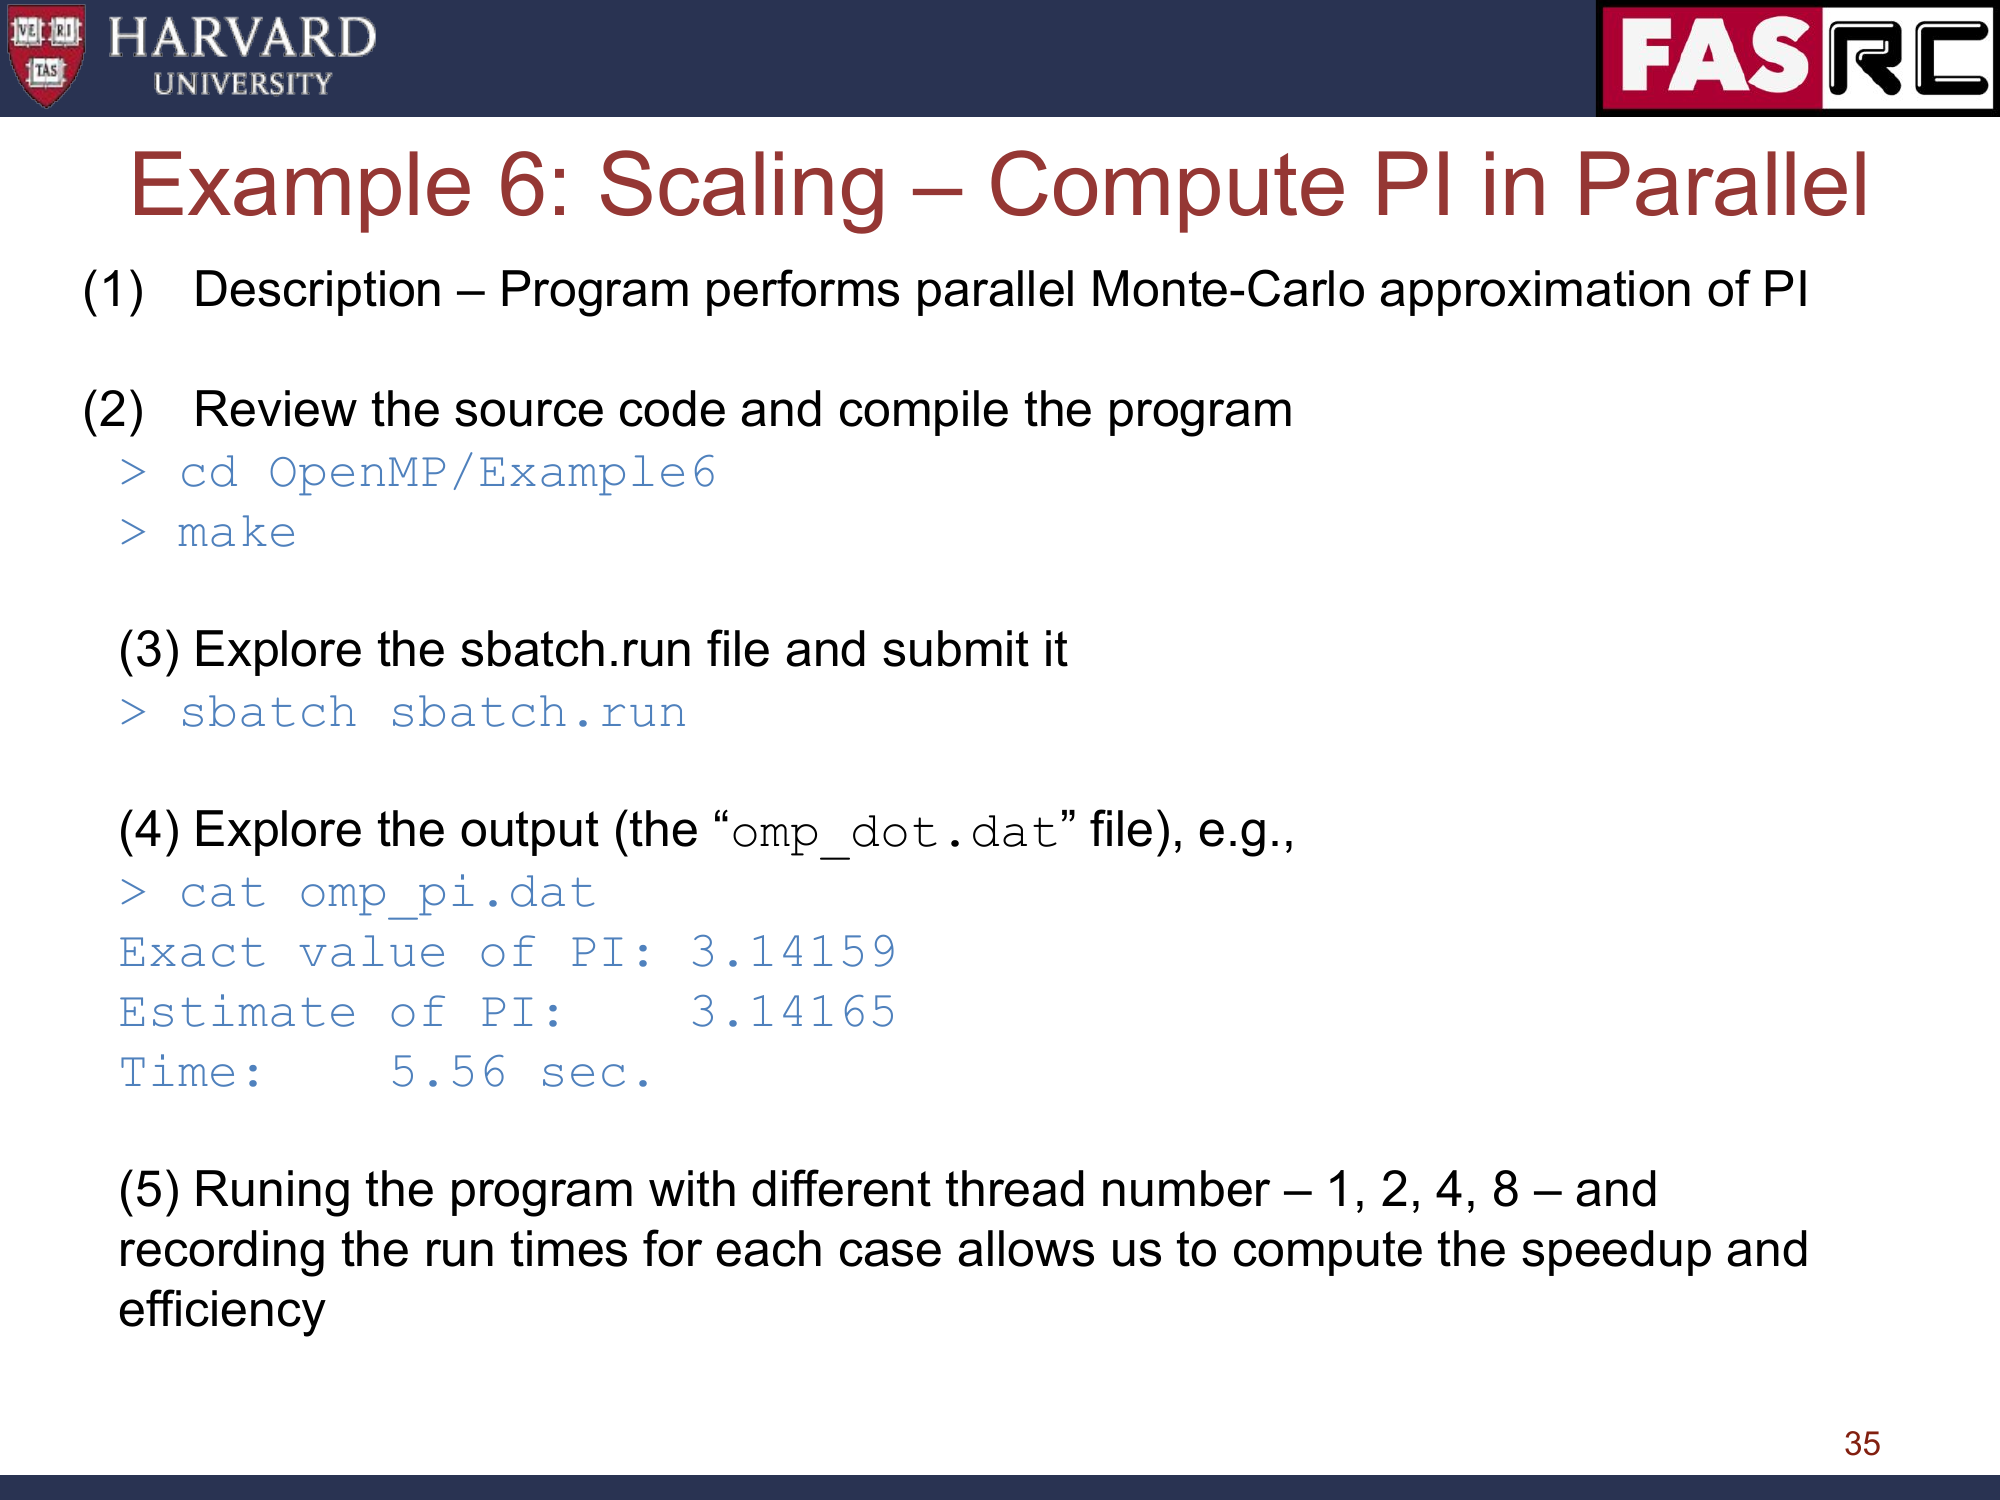 VE RI
TAS
HARVARD
UNIVERSITY
FASRC
Example 6: Scaling – Compute PI in Parallel
(1) Description – Program performs parallel Monte-Carlo approximation of PI
(2) Review the source code and compile the program
> cd OpenMP/Example6
> make
(3) Explore the sbatch.run file and submit it
> sbatch sbatch.run
(4) Explore the output (the “omp_dot.dat” file), e.g.,
> cat omp_pi.dat
Exact value of PI: 3.14159
Estimate of PI:    3.14165
Time:    5.56 sec.
(5) Runing the program with different thread number – 1, 2, 4, 8 – and
recording the run times for each case allows us to compute the speedup and
efficiency
35